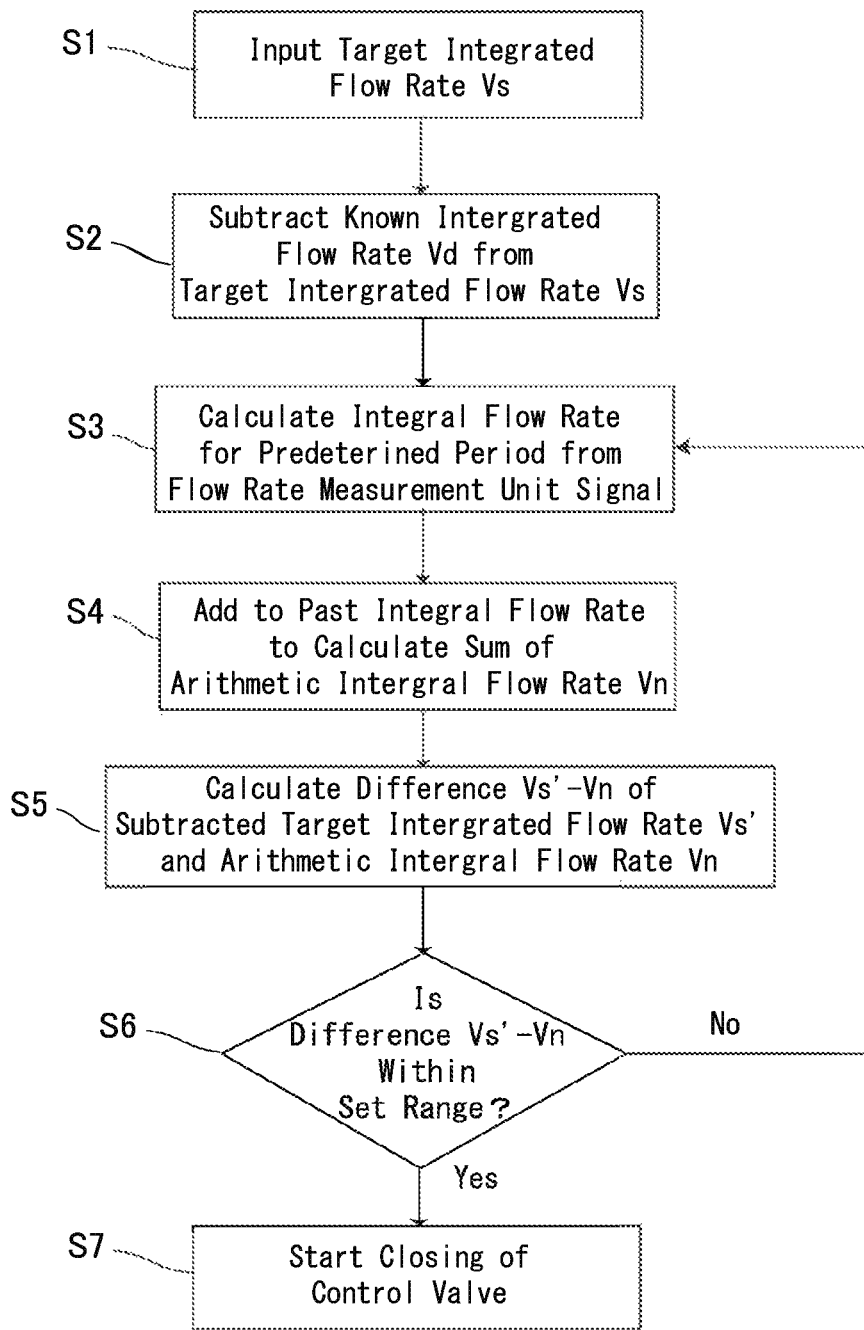 S1
Input Target Integrated
Flow Rate Vs
S2
Subtract Known Intergrated
Flow Rate Vd from
Target Intergrated Flow Rate Vs
S3
Calculate Integral Flow Rate
for Predeterined Period from
Flow Rate Measurement Unit Signal
S4
Add to Past Integral Flow Rate
to Calculate Sum of
Arithmetic Intergral Flow Rate Vn
S5
Calculate Difference Vs'-Vn of
Subtracted Target Intergrated Flow Rate Vs'
and Arithmetic Intergral Flow Rate Vn
S6
Is
Difference Vs'-Vn
Within
Set Range?
No
Yes
S7
Start Closing of
Control Valve